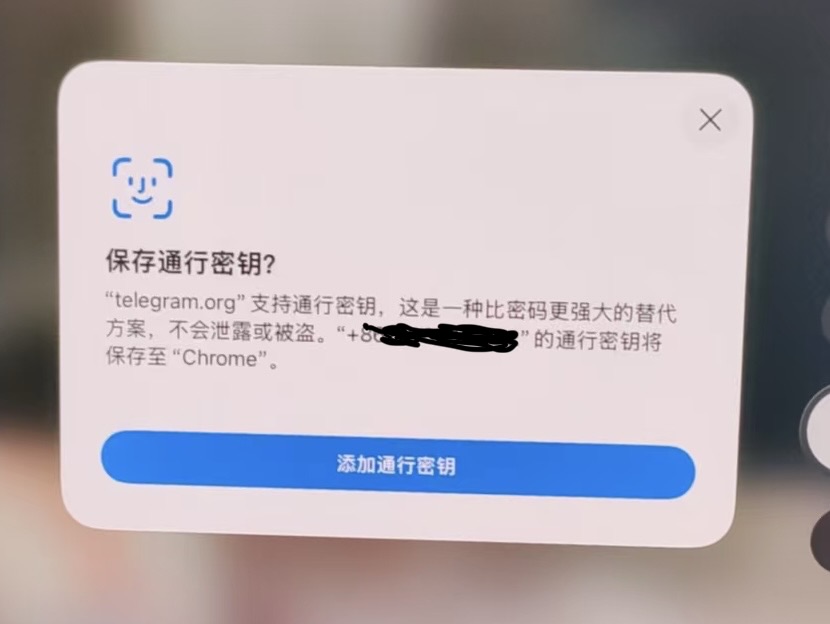 保存通行密钥？
“telegram.org” 支持通行密钥，这是一种比密码更强大的替代
方案，不会泄露或被盗。“+86” 的通行密钥将
保存至 “Chrome”。
添加通行密钥